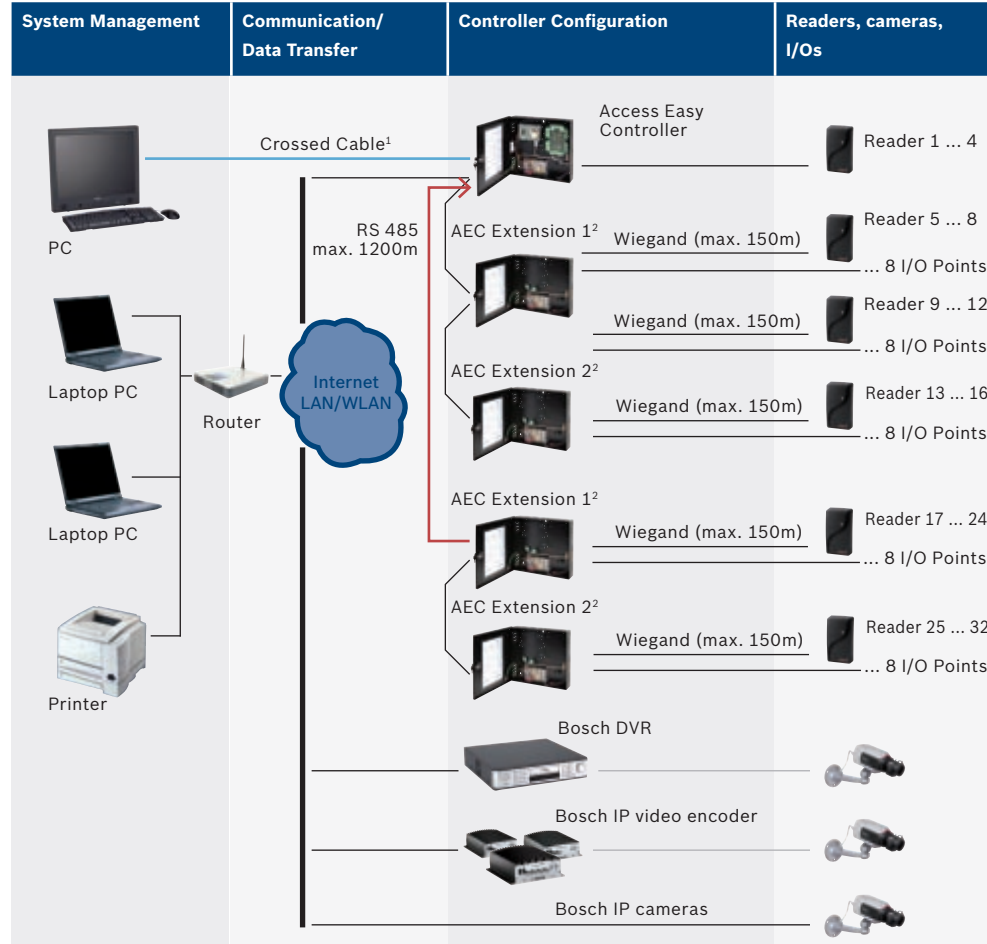 System Management
Communication/
Data Transfer
Controller Configuration
Readers, cameras,
I/Os
Access Easy
Controller
Crossed Cable¹
Reader 1 ... 4
PC
RS 485
max. 1200m
AEC Extension 1²
Wiegand (max. 150m)
Reader 5 ... 8
... 8 I/O Points
Reader 9 ... 12
Wiegand (max. 150m)
... 8 I/O Points
Laptop PC
Router
Internet
LAN/WLAN
AEC Extension 2²
Wiegand (max. 150m)
Reader 13 ... 16
... 8 I/O Points
Laptop PC
AEC Extension 1²
Wiegand (max. 150m)
Reader 17 ... 24
... 8 I/O Points
AEC Extension 2²
Wiegand (max. 150m)
Reader 25 ... 32
... 8 I/O Points
Printer
Bosch DVR
Bosch IP video encoder
Bosch IP cameras